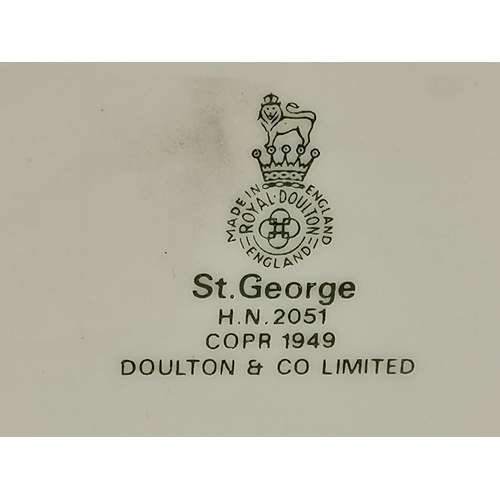 MADE IN ENGLAND
ROYAL·DOULTON
ENGLAND
St.George
H.N.2051
COPR 1949
DOULTON & CO LIMITED